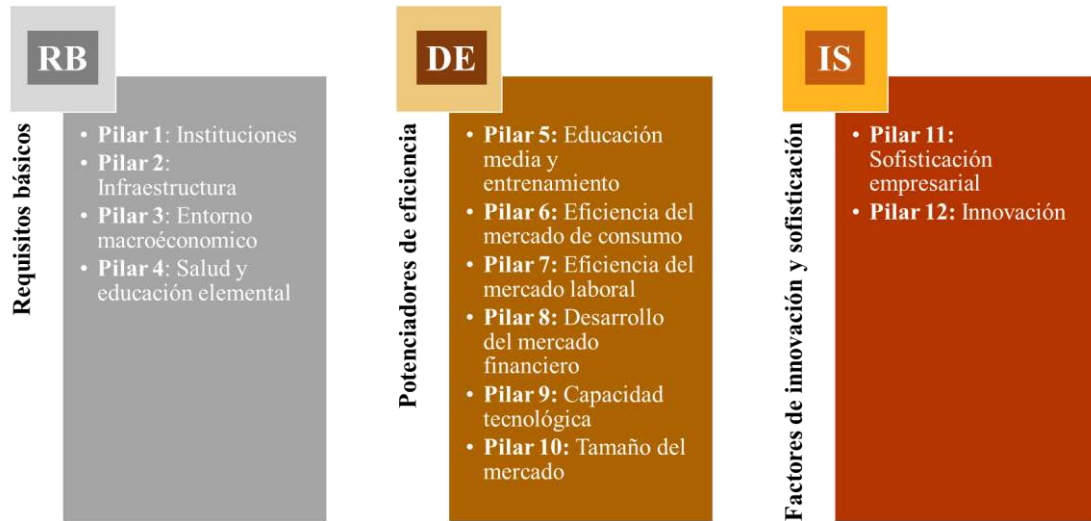 RB
Requisitos básicos
• Pilar 1: Instituciones
• Pilar 2:
Infraestructura
• Pilar 3: Entorno
macroéconomico
• Pilar 4: Salud y
educación elemental
DE
Potenciadores de eficiencia
• Pilar 5: Educación
media y
entrenamiento
• Pilar 6: Eficiencia del
mercado de consumo
• Pilar 7: Eficiencia del
mercado laboral
• Pilar 8: Desarrollo
del mercado
financiero
• Pilar 9: Capacidad
tecnológica
• Pilar 10: Tamaño del
mercado
IS
Factores de innovación y sofisticación
• Pilar 11:
Sofisticación
empresarial
• Pilar 12: Innovación